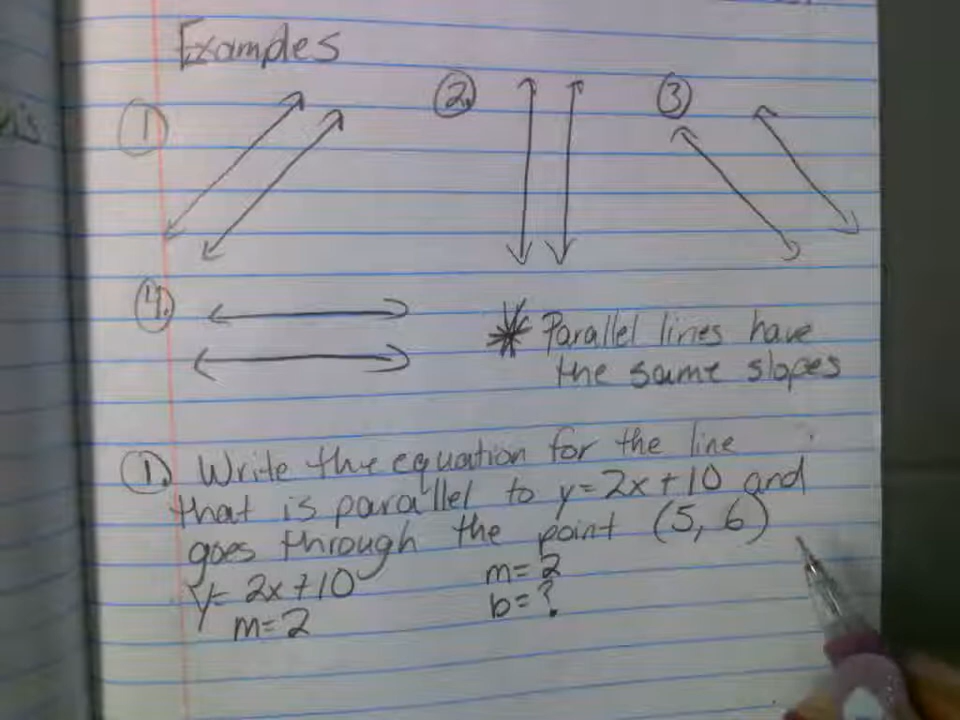 Examples
① ②. ③
④.
* Parallel lines have
the same slopes
①. Write the equation for the line
that is parallel to y=2x+10 and
goes through the point (5, 6)
y=2x+10
m=2
m=2
b=?